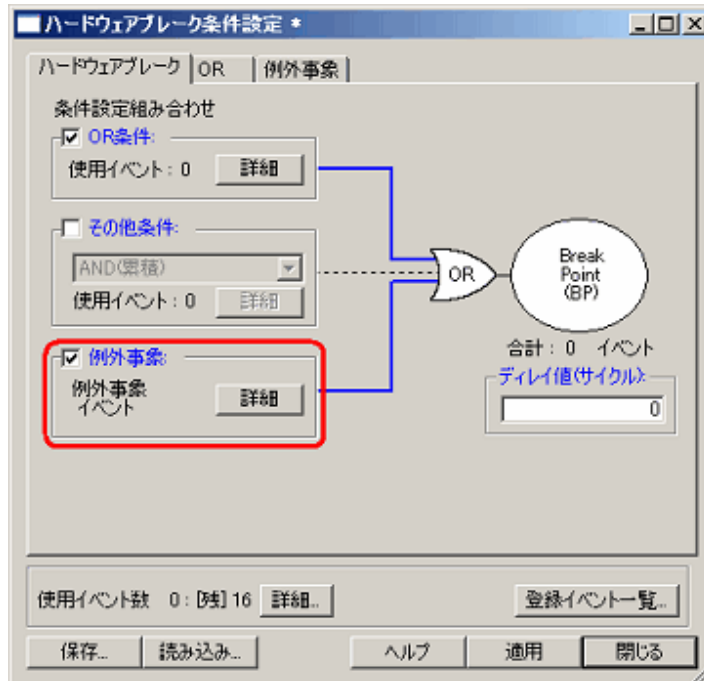 ハードウェアブレーク条件設定 *
ハードウェアブレーク OR 例外事象
条件設定組み合わせ
OR条件:
使用イベント : 0 詳細
その他条件:
AND(累積)
使用イベント : 0 詳細
OR
Break
Point
(BP)
合計 : 0 イベント
ディレイ値(サイクル):
0
例外事象:
例外事象
イベント
詳細
使用イベント数 0 : [残] 16 詳細... 登録イベント一覧...
保存... 読み込み... ヘルプ 適用 閉じる